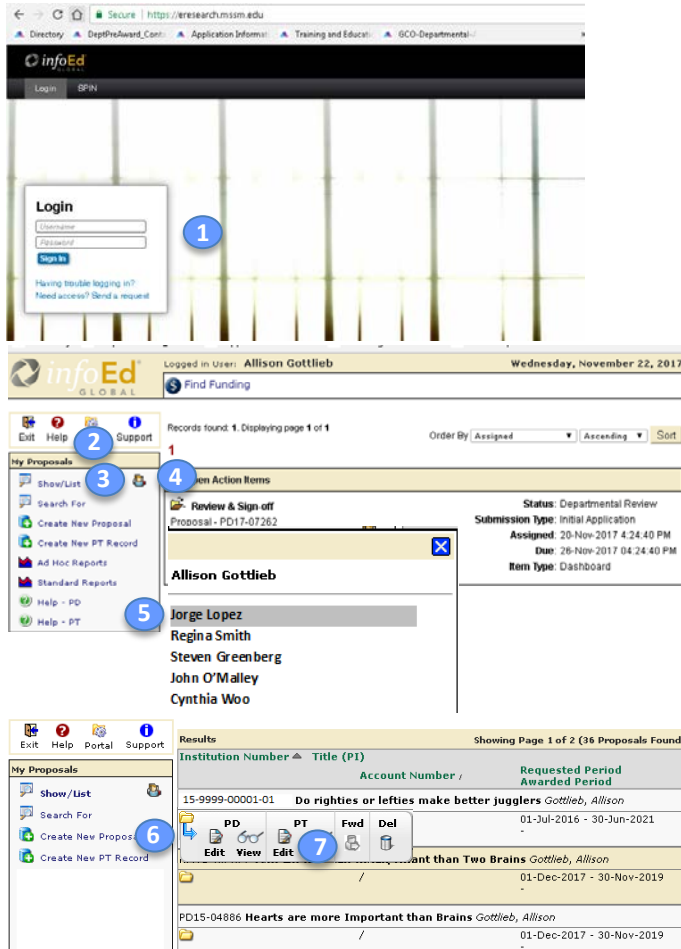 Secure | https://eresearch.mssm.edu
Directory DeptPreAward_Cont Application Informat Training and Educati GCO-Departmental-
infoEd
GLOBAL
Login BPIN
Login
Username
Password
Sign In
1
Having trouble logging in?
Need access? Send a request
infoEd
GLOBAL
Logged in User: Allison Gottlieb Wednesday, November 22, 2017
Find Funding
Exit Help 2 Support
Records found: 1. Displaying page 1 of 1
Order By Assigned Ascending Sort
1
My Proposals
Show/List 3
4 en Action Items
Search For
Create New Proposal
Create New PT Record
Ad Hoc Reports
Standard Reports
Help - PD
Help - PT
Review & Sign-off
Proposal - PD17-07262
Status: Departmental Review
Submission Type: Initial Application
Assigned: 20-Nov-2017 4:24:40 PM
Due: 26-Nov-2017 04:24:40 PM
Item Type: Dashboard
Allison Gottlieb
5 Jorge Lopez
Regina Smith
Steven Greenberg
John O'Malley
Cynthia Woo
Exit Help Portal Support
My Proposals
Show/List
Search For
Create New Propos
Create New PT Record
Results Showing Page 1 of 2 (36 Proposals Found
Institution Number Title (PI)
Account Number / Requested Period
Awarded Period
15-9999-00001-01 Do righties or lefties make better jugglers Gottlieb, Allison
01-Jul-2016 - 30-Jun-2021
-
6
PD PT Fwd Del
Edit View Edit 7
ant than Two Brains Gottlieb, Allison
/ 01-Dec-2017 - 30-Nov-2019
-
PD15-04886 Hearts are more Important than Brains Gottlieb, Allison
/ 01-Dec-2017 - 30-Nov-2019
-